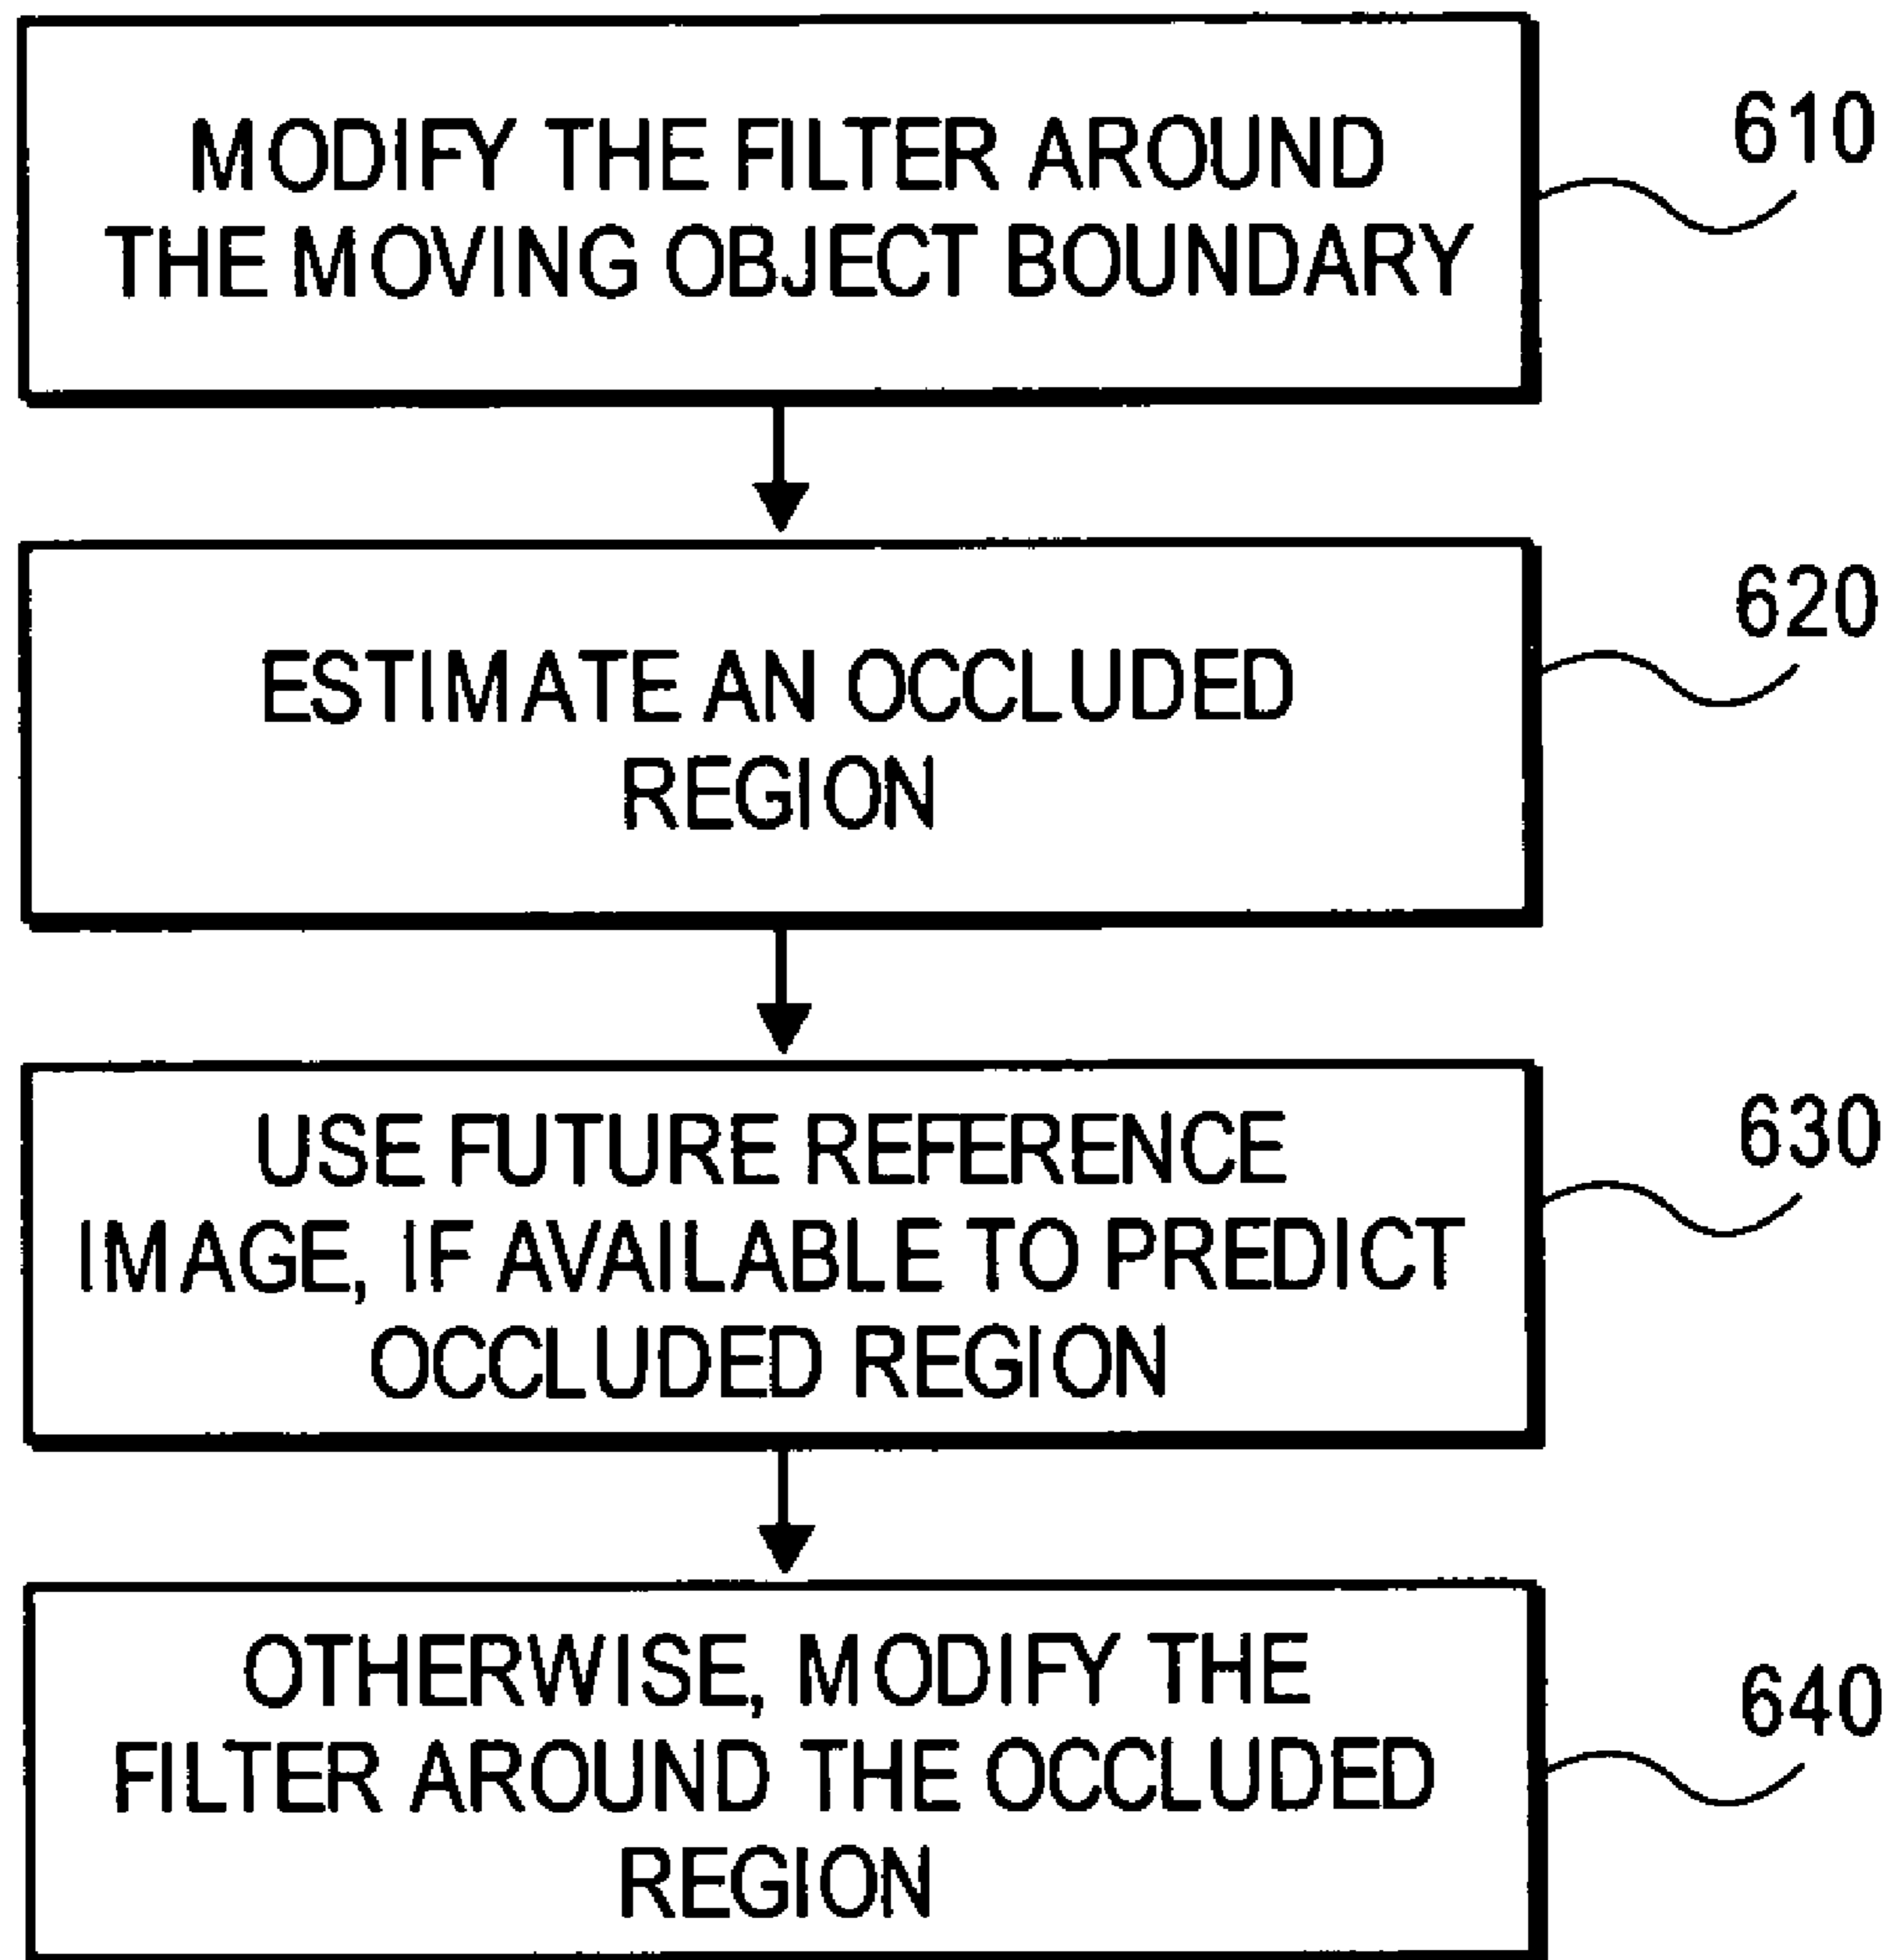 MODIFY THE FILTER AROUND
THE MOVING OBJECT BOUNDARY
610
ESTIMATE AN OCCLUDED
REGION
620
USE FUTURE REFERENCE
IMAGE, IF AVAILABLE TO PREDICT
OCCLUDED REGION
630
OTHERWISE, MODIFY THE
FILTER AROUND THE OCCLUDED
REGION
640